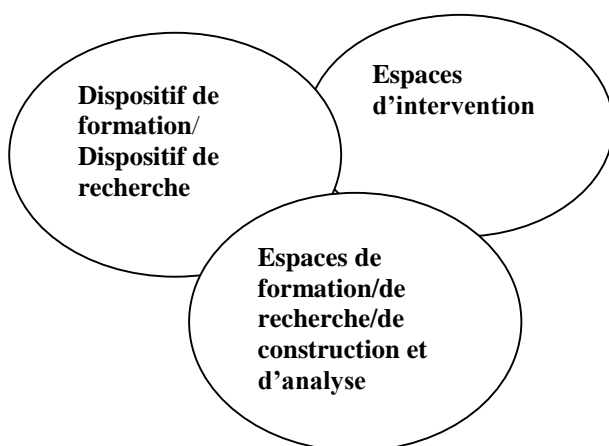 Dispositif de
formation/
Dispositif de
recherche
Espaces
d’intervention
Espaces de
formation/de
recherche/de
construction et
d’analyse